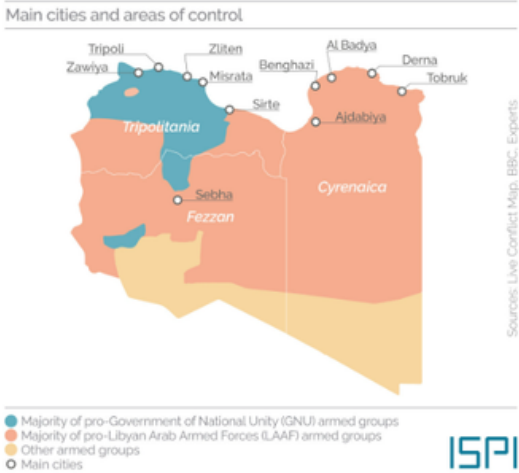 Main cities and areas of control
Al Badya
Tripoli
Zliten
Benghazi
Derna
Zawiya
Misrata
Tobruk
Sirte
Ajdabiya
Tripolitania
Cyrenaica
Sebha
Fezzan
Sources: Live Conflict Map, BBC, Experts
Majority of pro-Government of National Unity (GNU) armed groups
Majority of pro-Libyan Arab Armed Forces (LAAF) armed groups
Other armed groups
Main cities
ISPI